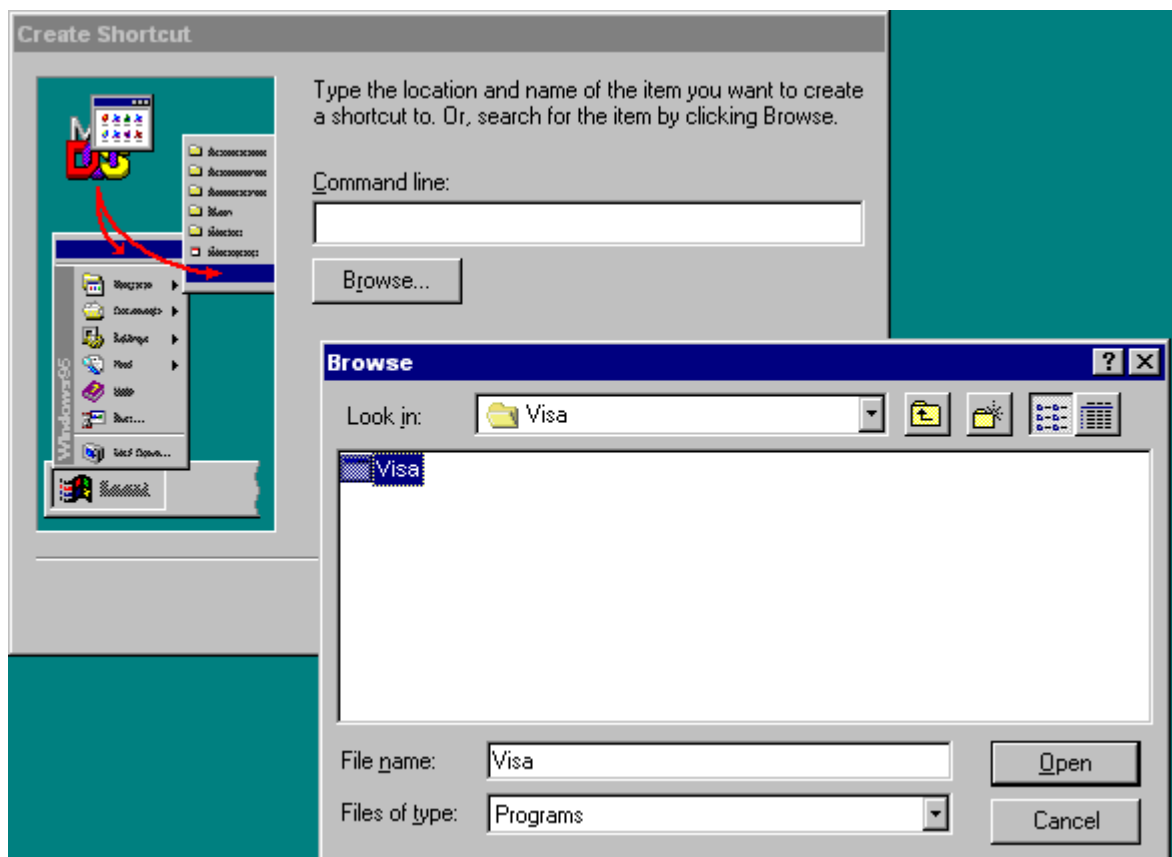 Create Shortcut
Type the location and name of the item you want to create
a shortcut to. Or, search for the item by clicking Browse.
Command line:
Browse...
Windows95
Browse
Look in:
Visa
Visa
File name:
Visa
Open
Files of type:
Programs
Cancel